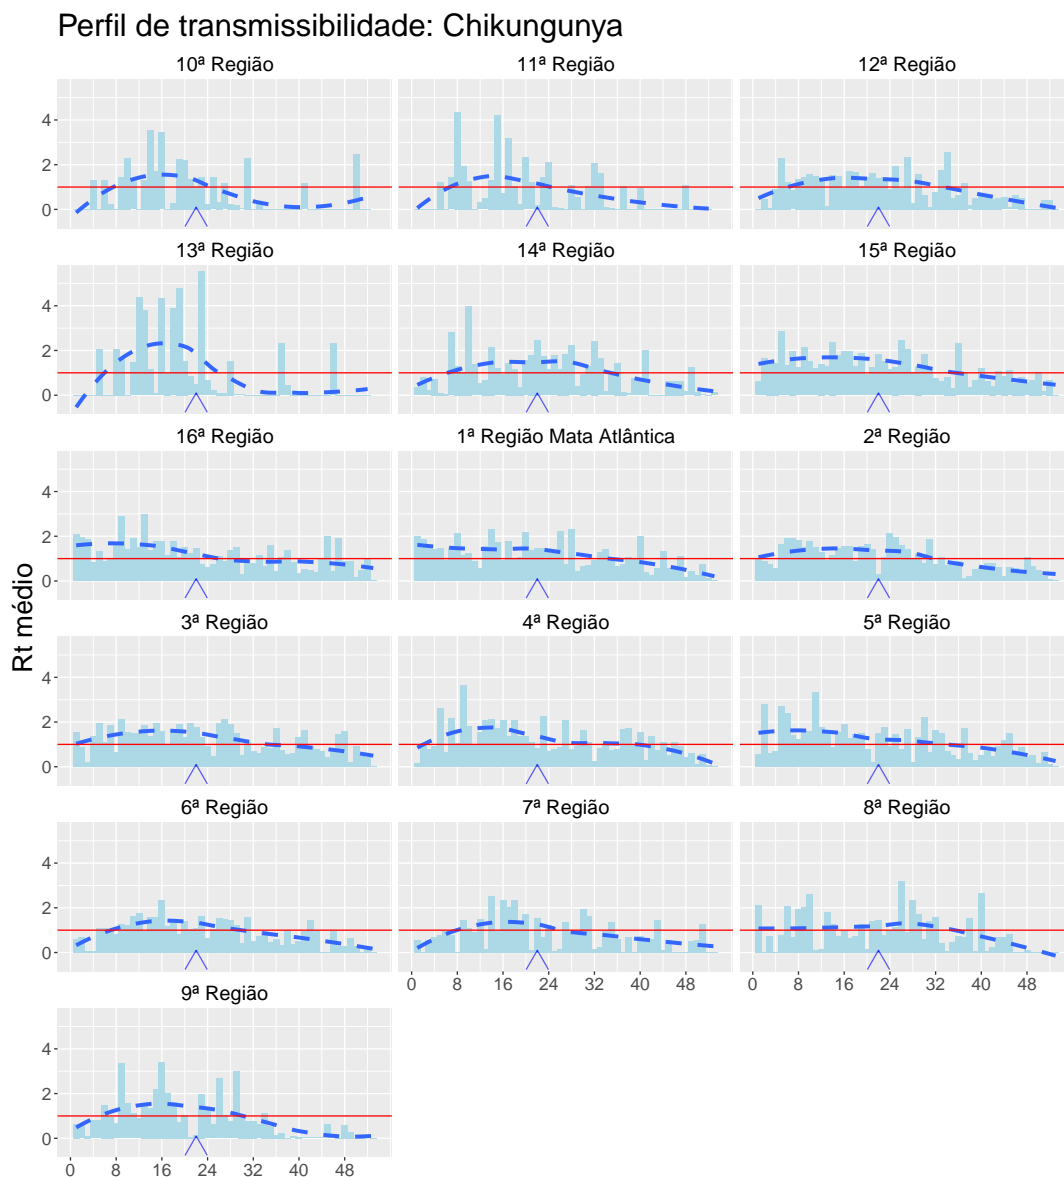 Perfil de transmissibilidade: Chikungunya
10ª Região
11ª Região
12ª Região
4
2
0
13ª Região
14ª Região
15ª Região
4
2
0
16ª Região
1ª Região Mata Atlântica
2ª Região
4
2
0
Rt médio
3ª Região
4ª Região
5ª Região
4
2
0
6ª Região
7ª Região
8ª Região
4
2
0
0 8 16 24 32 40 48
0 8 16 24 32 40 48
9ª Região
4
2
0
0 8 16 24 32 40 48